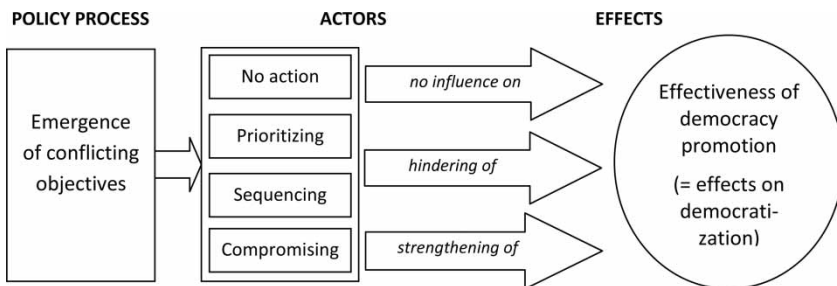 POLICY PROCESS
ACTORS
EFFECTS
Emergence
of conflicting
objectives
No action
Prioritizing
Sequencing
Compromising
no influence on
hindering of
strengthening of
Effectiveness of
democracy
promotion
(= effects on
democrati-
zation)